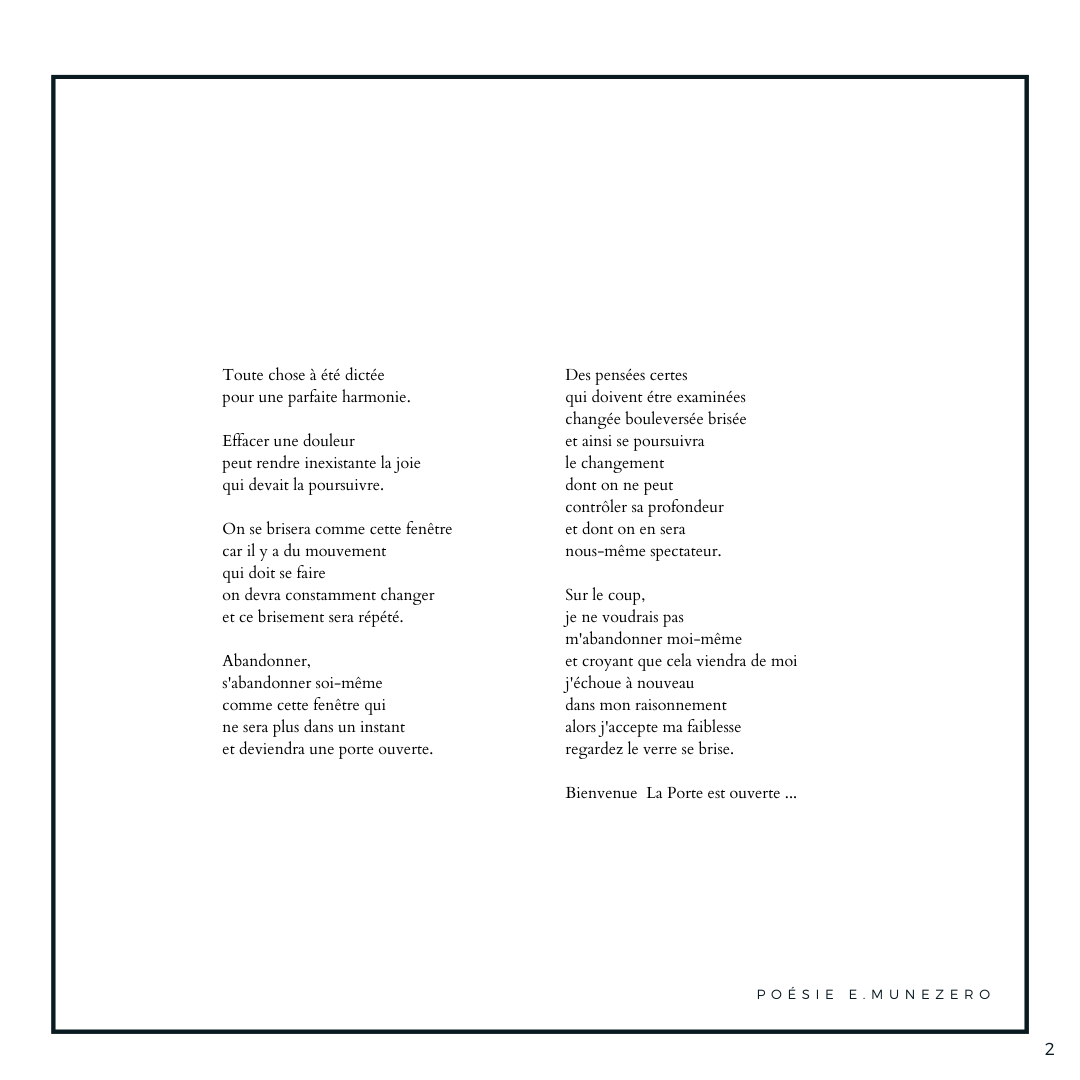 Toute chose à été dictée
pour une parfaite harmonie.
Effacer une douleur
peut rendre inexistante la joie
qui devait la poursuivre.
On se brisera comme cette fenêtre
car il y a du mouvement
qui doit se faire
on devra constamment changer
et ce brisement sera répété.
Abandonner,
s'abandonner soi-même
comme cette fenêtre qui
ne sera plus dans un instant
et deviendra une porte ouverte.
Des pensées certes
qui doivent étre examinées
changée bouleversée brisée
et ainsi se poursuivra
le changement
dont on ne peut
contrôler sa profondeur
et dont on en sera
nous-même spectateur.
Sur le coup,
je ne voudrais pas
m'abandonner moi-même
et croyant que cela viendra de moi
j'échoue à nouveau
dans mon raisonnement
alors j'accepte ma faiblesse
regardez le verre se brise.
Bienvenue  La Porte est ouverte ...
POÉSIE E.MUNEZERO
2